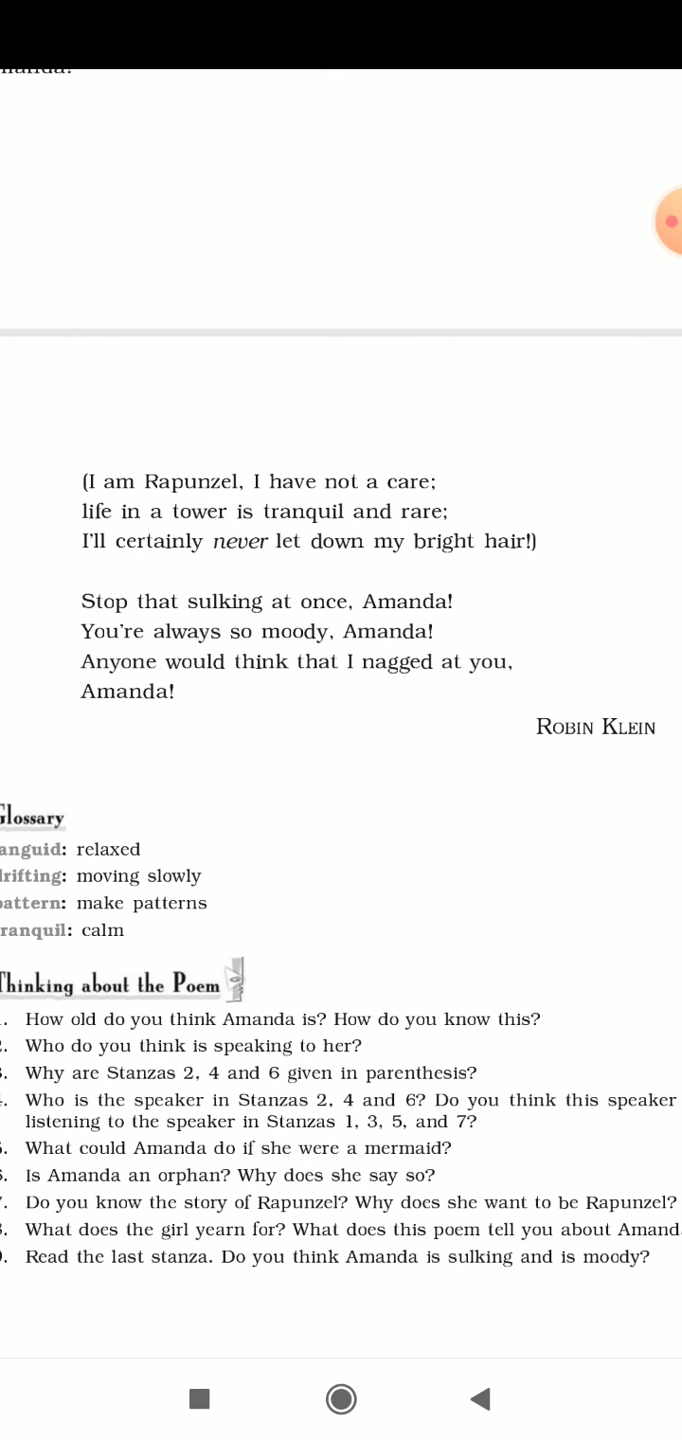 (I am Rapunzel, I have not a care;
life in a tower is tranquil and rare;
I'll certainly never let down my bright hair!)
Stop that sulking at once, Amanda!
You're always so moody, Amanda!
Anyone would think that I nagged at you,
Amanda!
ROBIN KLEIN
Glossary
anguid: relaxed
drifting: moving slowly
pattern: make patterns
ranquil: calm
Thinking about the Poem
. How old do you think Amanda is? How do you know this?
. Who do you think is speaking to her?
. Why are Stanzas 2, 4 and 6 given in parenthesis?
. Who is the speaker in Stanzas 2, 4 and 6? Do you think this speaker
listening to the speaker in Stanzas 1, 3, 5, and 7?
. What could Amanda do if she were a mermaid?
. Is Amanda an orphan? Why does she say so?
. Do you know the story of Rapunzel? Why does she want to be Rapunzel?
. What does the girl yearn for? What does this poem tell you about Amand
. Read the last stanza. Do you think Amanda is sulking and is moody?